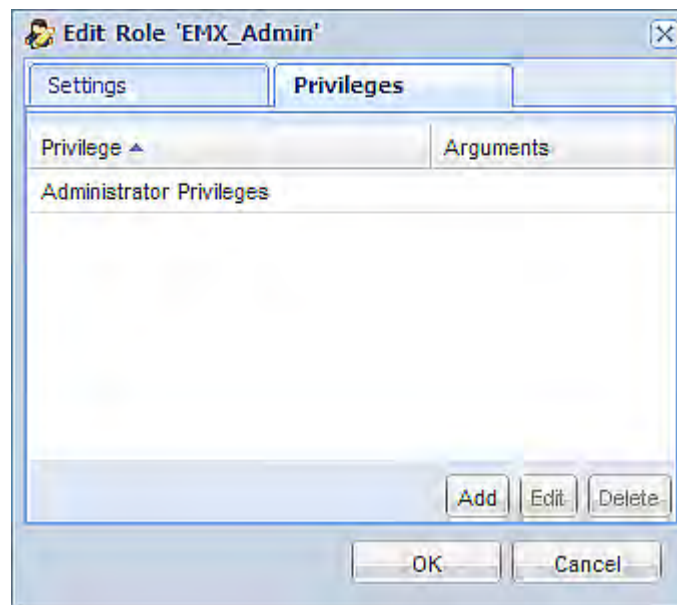 Edit Role 'EMX_Admin'
Settings Privileges
Privilege Arguments
Administrator Privileges
Add Edit Delete
OK Cancel